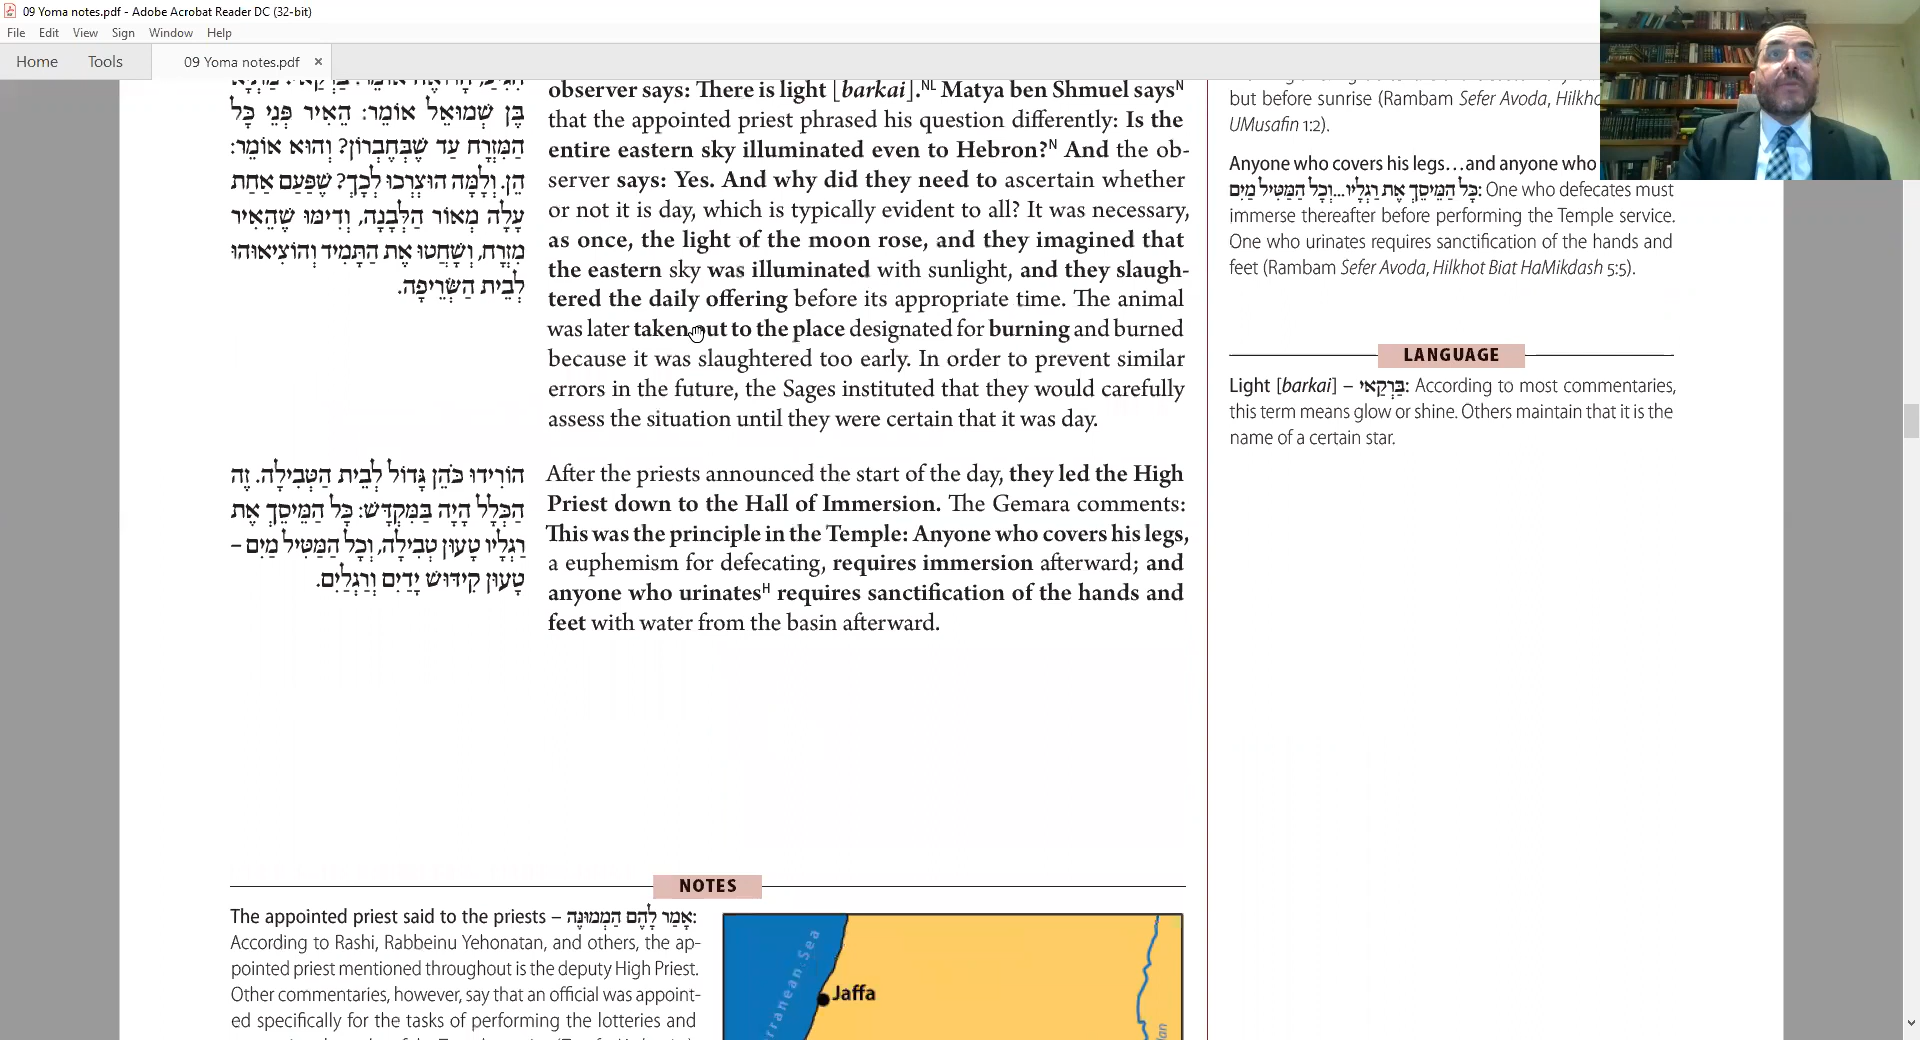 09 Yoma notes.pdf - Adobe Acrobat Reader DC (32-bit)
File Edit View Sign Window Help
Home Tools 09 Yoma notes.pdf ×
בֶּן שְׁמוּאֵל אוֹמֵר: הֵאִיר פְּנֵי כָּל
הַמִּזְרָח עַד שֶׁבְּחֶבְרוֹן? וְהוּא אוֹמֵר:
הֵן. וְלָמָּה הוּצְרְכוּ לְכָךְ? שֶׁפַּעַם אַחַת
עָלָה מְאוֹר הַלְּבָנָה, וְדִימּוּ שֶׁהֵאִיר
מִזְרָח, וְשָׁחֲטוּ אֶת הַתָּמִיד וְהוֹצִיאוּהוּ
לְבֵית הַשְּׂרֵיפָה.
הוֹרִידוּ כֹּהֵן גָּדוֹל לְבֵית הַטְּבִילָה. זֶה
הַכְּלָל הָיָה בַּמִּקְדָּשׁ: כָּל הַמֵּיסֵךְ אֶת
רַגְלָיו טָעוּן טְבִילָה, וְכָל הַמַּטִּיל מַיִם –
טָעוּן קִידּוּשׁ יָדַיִם וְרַגְלַיִם.
observer says: There is light [barkai].NL Matya ben Shmuel saysN
that the appointed priest phrased his question differently: Is the
entire eastern sky illuminated even to Hebron?N And the ob-
server says: Yes. And why did they need to ascertain whether
or not it is day, which is typically evident to all? It was necessary,
as once, the light of the moon rose, and they imagined that
the eastern sky was illuminated with sunlight, and they slaugh-
tered the daily offering before its appropriate time. The animal
was later taken out to the place designated for burning and burned
because it was slaughtered too early. In order to prevent similar
errors in the future, the Sages instituted that they would carefully
assess the situation until they were certain that it was day.
After the priests announced the start of the day, they led the High
Priest down to the Hall of Immersion. The Gemara comments:
This was the principle in the Temple: Anyone who covers his legs,
a euphemism for defecating, requires immersion afterward; and
anyone who urinatesH requires sanctification of the hands and
feet with water from the basin afterward.
but before sunrise (Rambam Sefer Avoda,
UMusafin 1:2).
Anyone who covers his legs…and anyone who
כָּל הַמֵּיסֵךְ אֶת רַגְלָיו...וְכָל הַמַּטִּיל מַיִם: One who defecates must
immerse thereafter before performing the Temple service.
One who urinates requires sanctification of the hands and
feet (Rambam Sefer Avoda, Hilkhot Biat HaMikdash 5:5).
LANGUAGE
Light [barkai] – בַּרְקַאי: According to most commentaries,
this term means glow or shine. Others maintain that it is the
name of a certain star.
NOTES
The appointed priest said to the priests – אָמַר לָהֶם הַמְמוּנֶּה:
According to Rashi, Rabbeinu Yehonatan, and others, the ap-
pointed priest mentioned throughout is the deputy High Priest.
Other commentaries, however, say that an official was appoint-
ed specifically for the tasks of performing the lotteries and
Sea
Jaffa